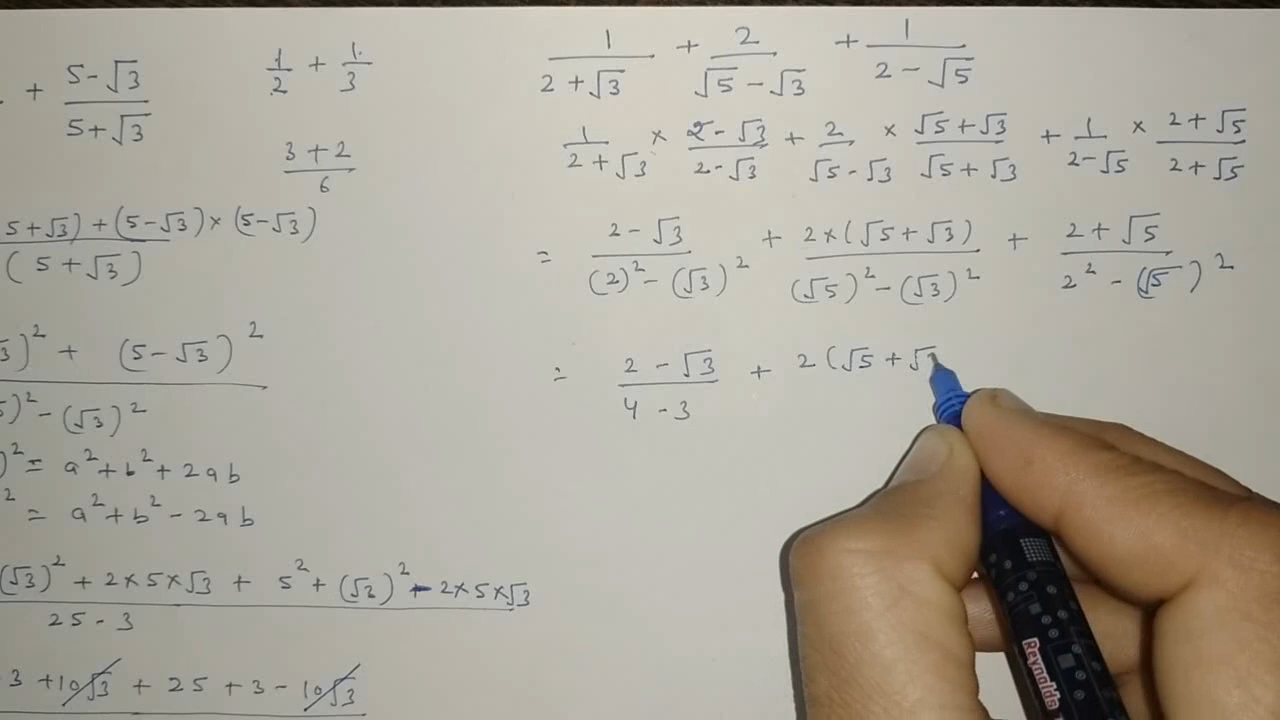 + (5-√3)/(5+√3)
1/2 + 1/3
(3+2)/6
5+√3) + (5-√3) × (5-√3)
(5+√3)
3)² + (5-√3)²
5)² - (√3)²
)² = a² + b² + 2ab
² = a² + b² - 2ab
(√3)² + 2×5×√3 + 5² + (√3)² - 2×5×√3
25 - 3
3 + 10√3 + 25 + 3 - 10√3
1/(2+√3) + 2/(√5-√3) + 1/(2-√5)
1/(2+√3) × (2-√3)/(2-√3) + 2/(√5-√3) × (√5+√3)/(√5+√3) + 1/(2-√5) × (2+√5)/(2+√5)
= (2-√3)/((2)²-(√3)²) + 2×(√5+√3)/((√5)²-(√3)²) + (2+√5)/(2²-(√5)²)
= (2-√3)/(4-3) + 2(√5+√
Reynolds